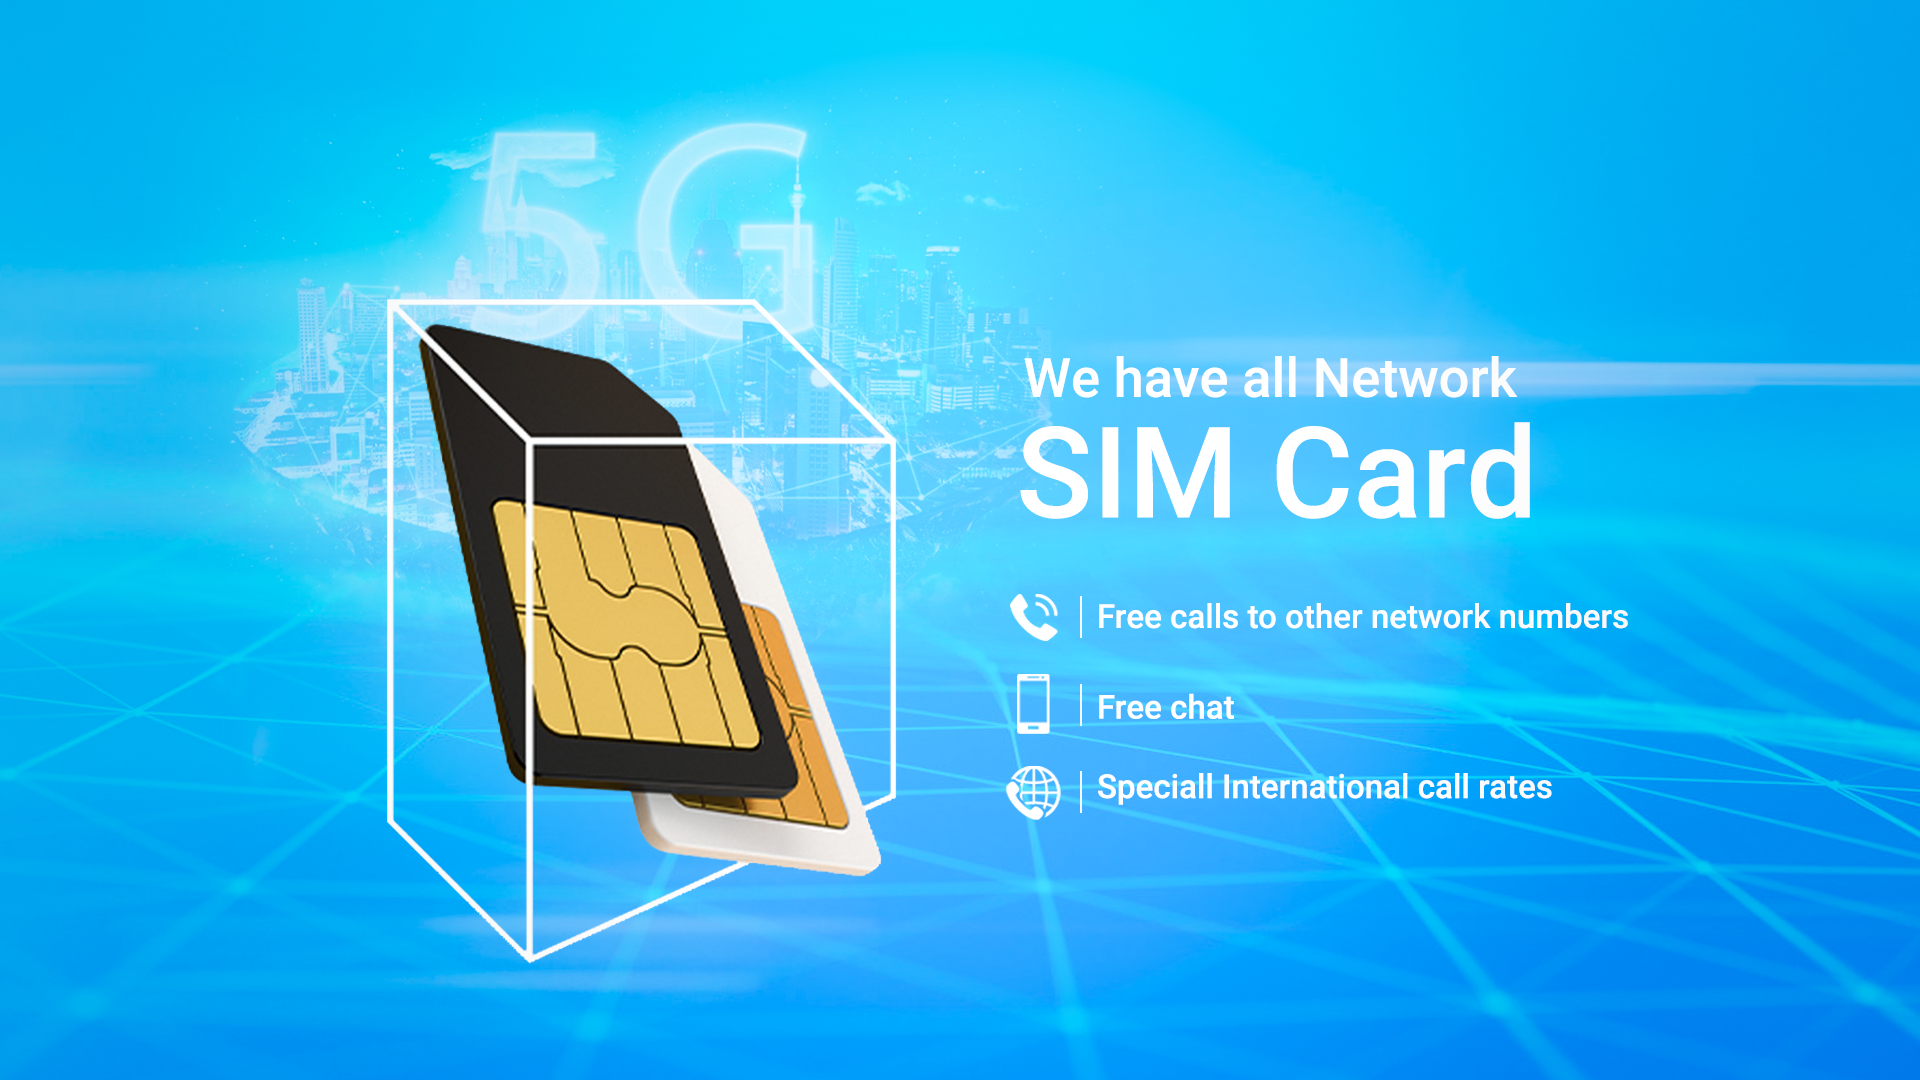 5G
We have all Network
SIM Card
Free calls to other network numbers
Free chat
Speciall International call rates